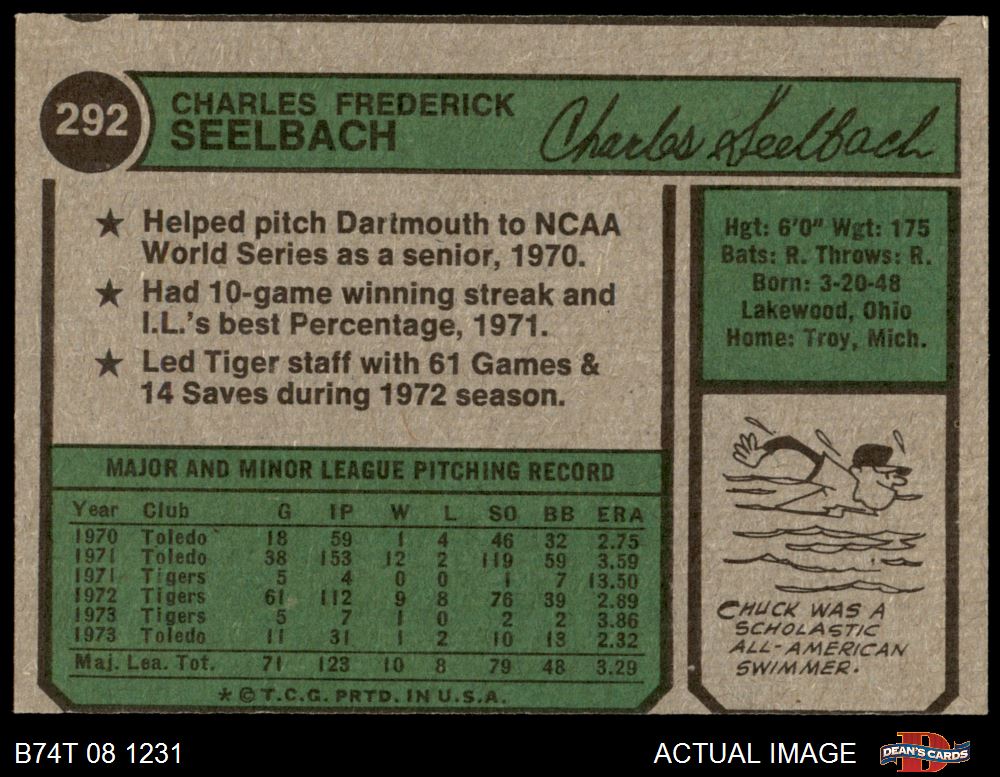 292
CHARLES FREDERICK
SEELBACH
Charles Seelbach
★ Helped pitch Dartmouth to NCAA
World Series as a senior, 1970.
★ Had 10-game winning streak and
I.L.'s best Percentage, 1971.
★ Led Tiger staff with 61 Games &
14 Saves during 1972 season.
Hgt: 6'0" Wgt: 175
Bats: R. Throws: R.
Born: 3-20-48
Lakewood, Ohio
Home: Troy, Mich.
MAJOR AND MINOR LEAGUE PITCHING RECORD
Year Club G IP W L SO BB ERA
1970 Toledo 18 59 1 4 46 32 2.75
1971 Toledo 38 153 12 2 119 59 3.59
1971 Tigers 5 4 0 0 1 7 13.50
1972 Tigers 61 112 9 8 76 39 2.89
1973 Tigers 5 7 1 0 2 2 3.86
1973 Toledo 11 31 1 2 10 13 2.32
Maj. Lea. Tot. 71 123 10 8 79 48 3.29
* © T.C.G. PRTD. IN U.S.A.
CHUCK WAS A
SCHOLASTIC
ALL-AMERICAN
SWIMMER.
B74T 08 1231
ACTUAL IMAGE
DEAN'S CARDS